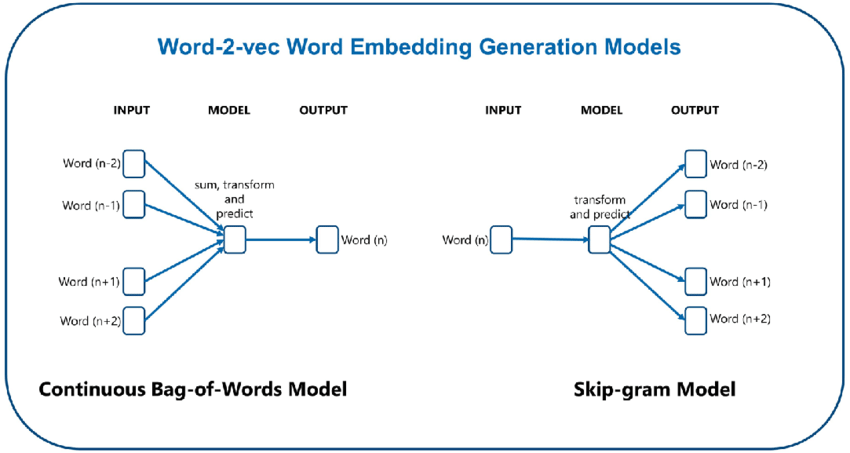 Word-2-vec Word Embedding Generation Models
INPUT MODEL OUTPUT
Word (n-2)
sum, transform
and
predict
Word (n-1)
Word (n)
Word (n+1)
Word (n+2)
Continuous Bag-of-Words Model
INPUT MODEL OUTPUT
Word (n-2)
transform
and predict
Word (n-1)
Word (n)
Word (n+1)
Word (n+2)
Skip-gram Model